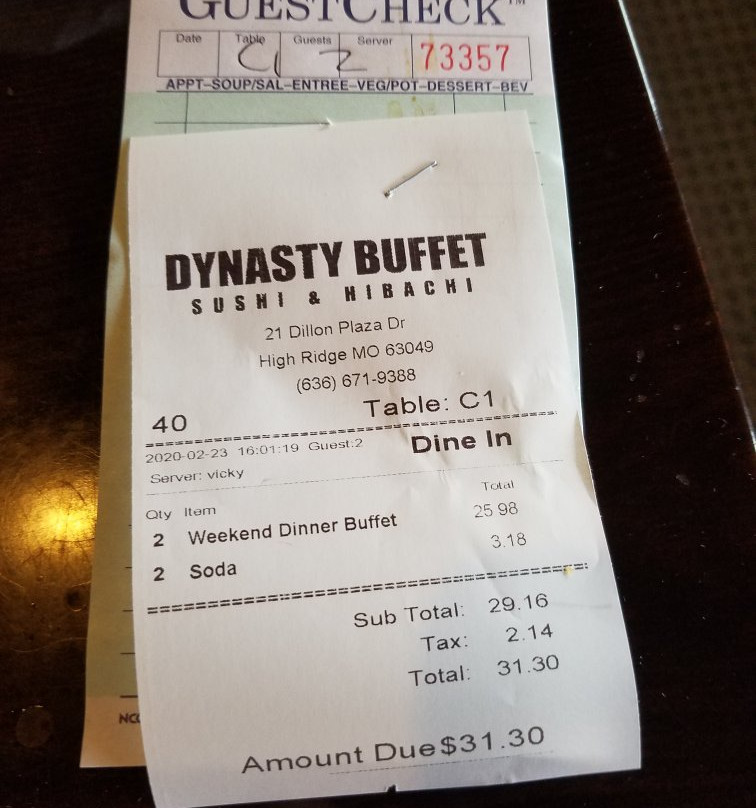 GUESTCHECK™
Date Table Guests Server
C1 2 73357
APPT-SOUP/SAL-ENTREE-VEG/POT-DESSERT-BEV
DYNASTY BUFFET
SUSHI & HIBACHI
21 Dillon Plaza Dr
High Ridge MO 63049
(636) 671-9388
40 Table: C1
2020-02-23 16:01:19 Guest:2 Dine In
Server: vicky
Qty Item Total
2 Weekend Dinner Buffet 25.98
2 Soda 3.18
Sub Total: 29.16
Tax: 2.14
Total: 31.30
NC
Amount Due $31.30